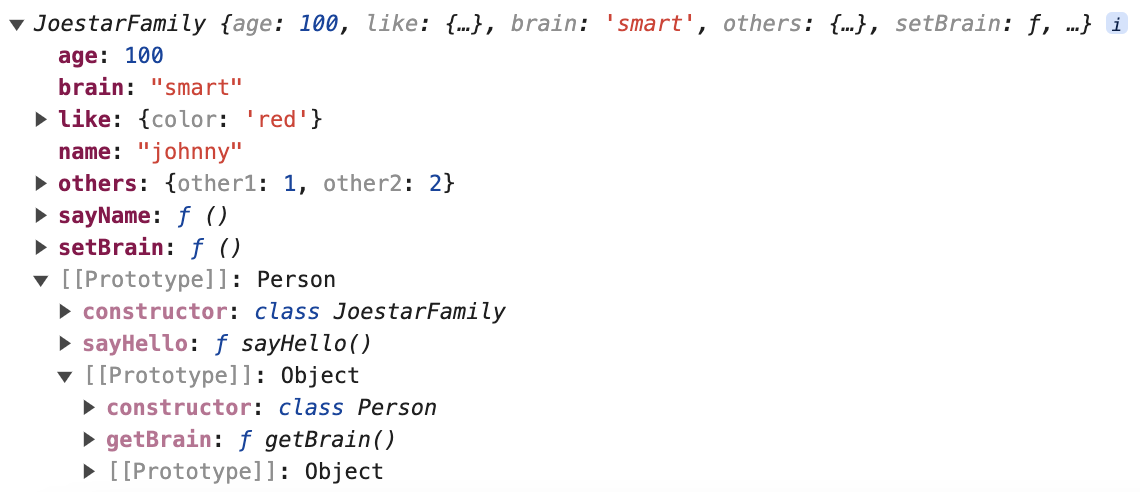 ▼ JoestarFamily {age: 100, like: {…}, brain: 'smart', others: {…}, setBrain: ƒ, …} i
age: 100
brain: "smart"
▶ like: {color: 'red'}
name: "johnny"
▶ others: {other1: 1, other2: 2}
▶ sayName: ƒ ()
▶ setBrain: ƒ ()
▼ [[Prototype]]: Person
▶ constructor: class JoestarFamily
▶ sayHello: ƒ sayHello()
▼ [[Prototype]]: Object
▶ constructor: class Person
▶ getBrain: ƒ getBrain()
▶ [[Prototype]]: Object